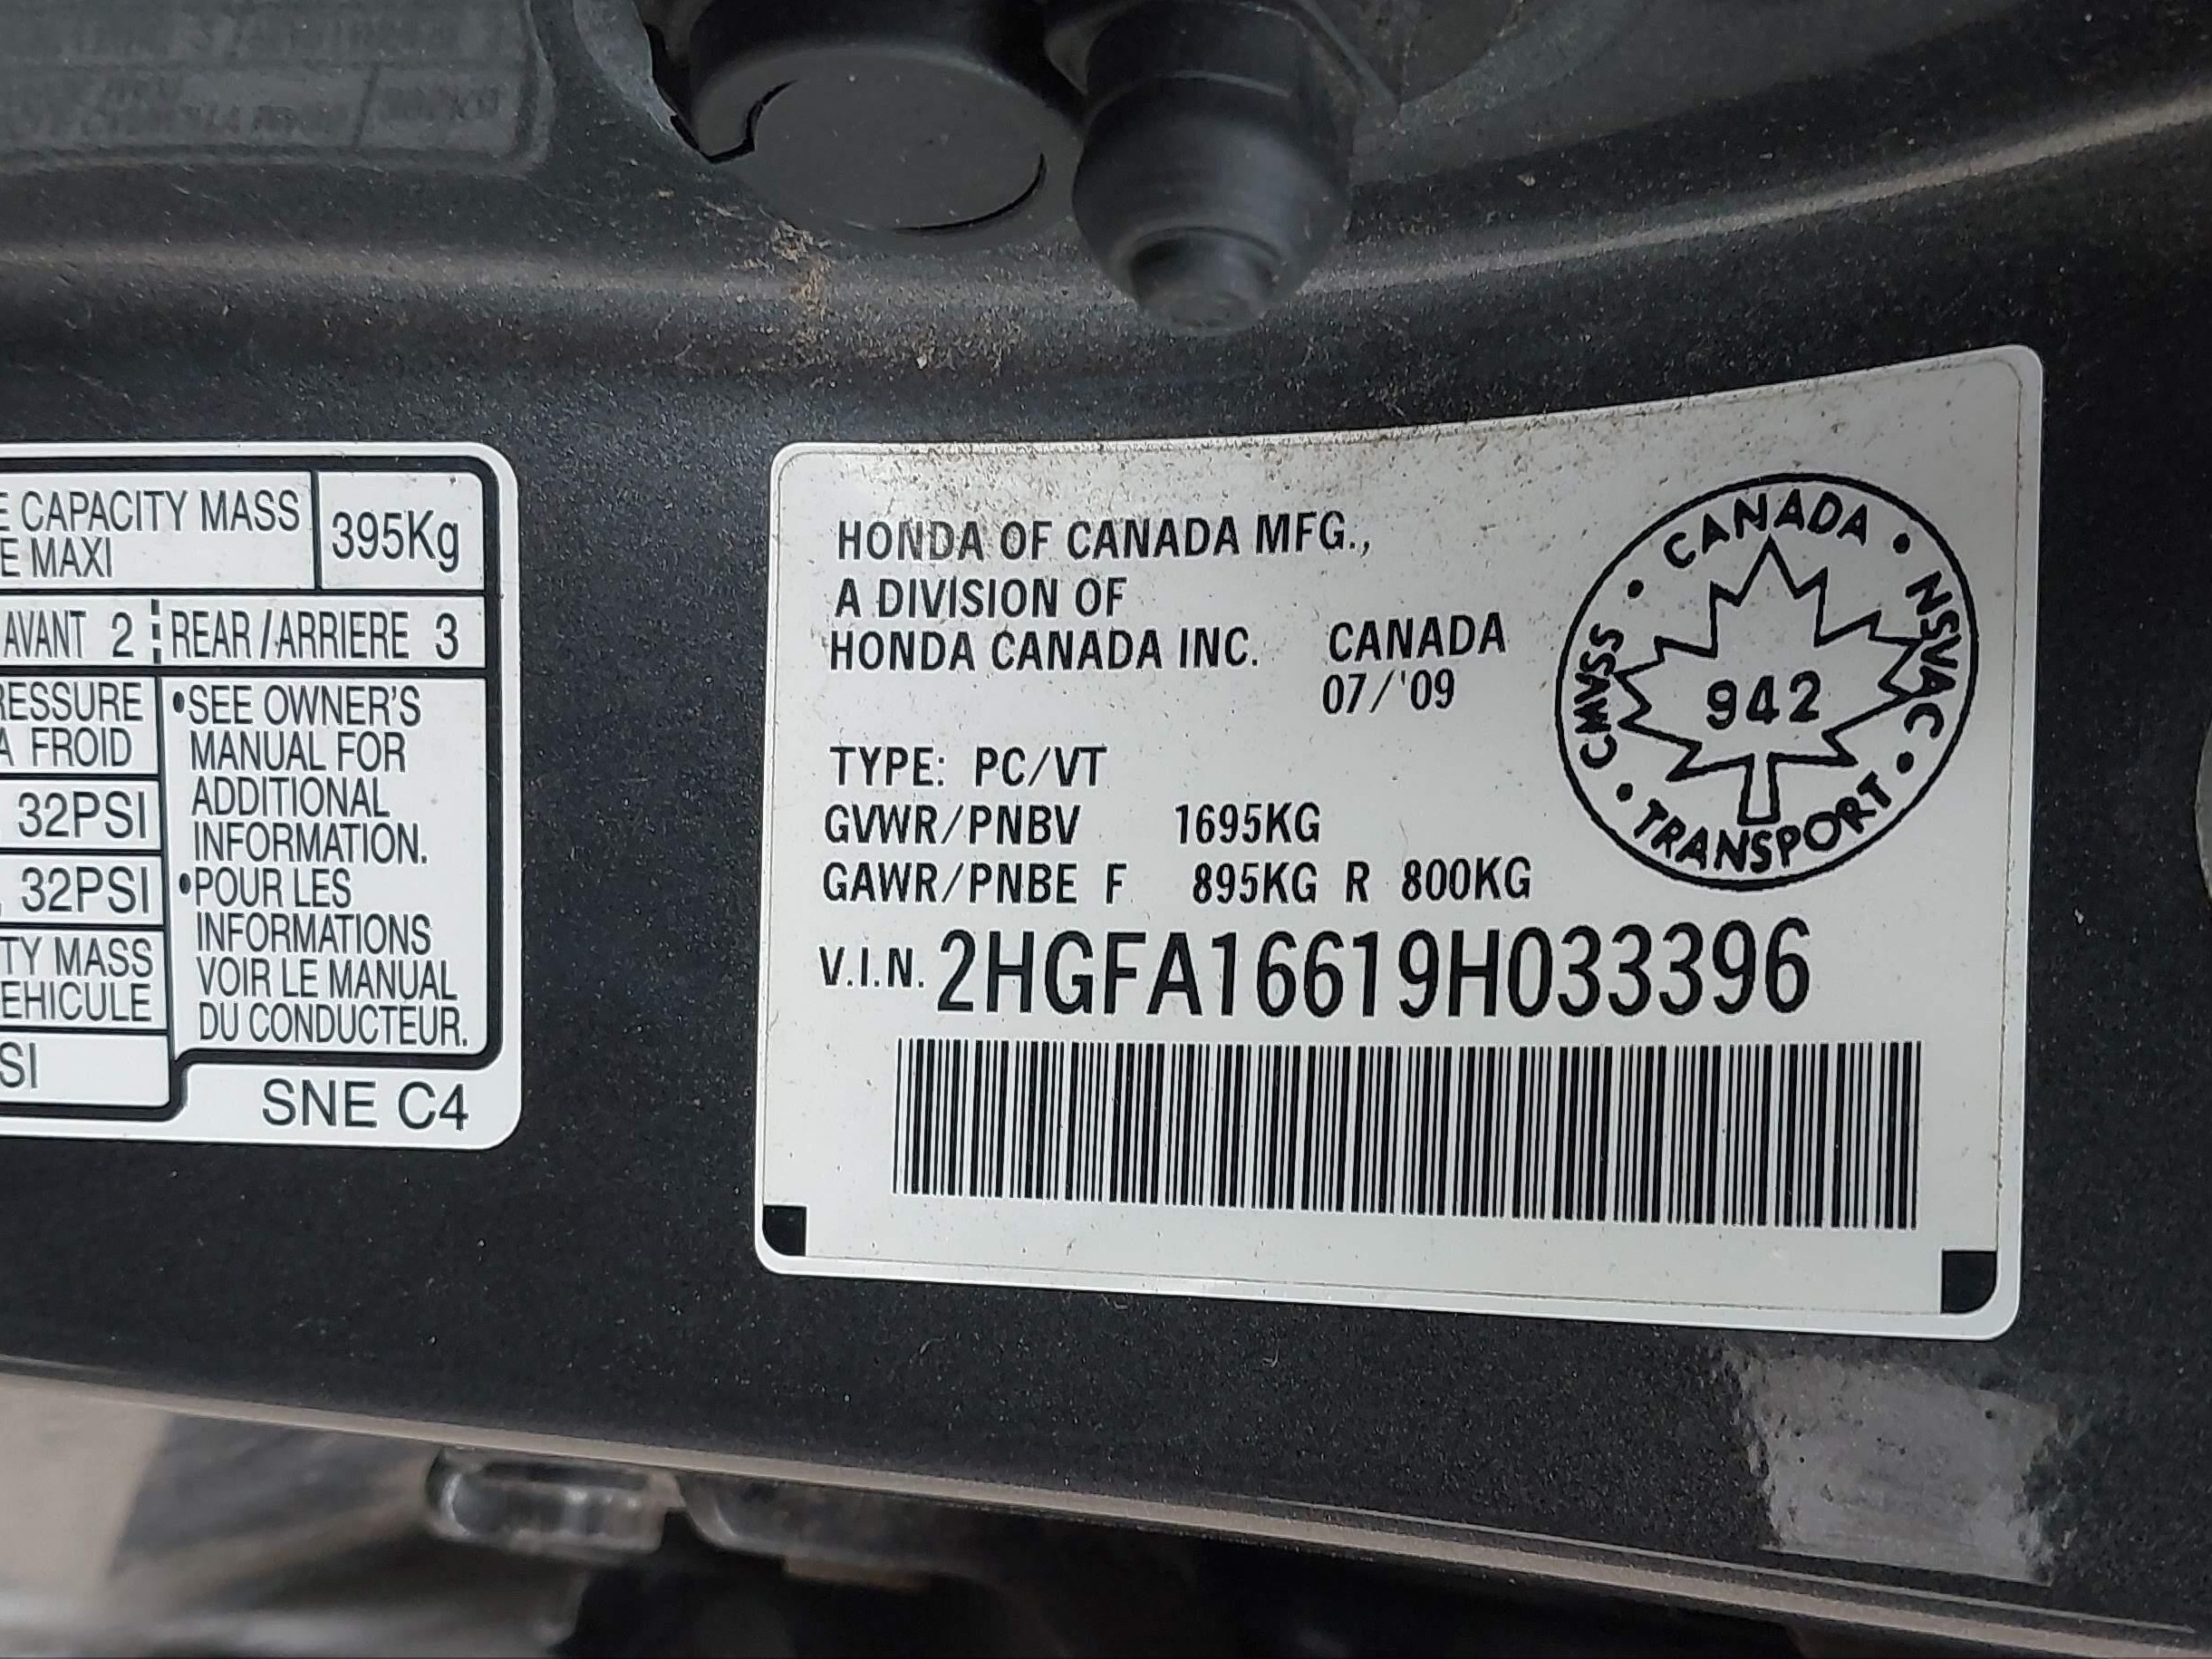 E CAPACITY MASS
E MAXI
395Kg
AVANT 2
REAR/ARRIERE 3
RESSURE
A FROID
32PSI
32PSI
TY MASS
EHICULE
SI
•SEE OWNER'S
MANUAL FOR
ADDITIONAL
INFORMATION.
•POUR LES
INFORMATIONS
VOIR LE MANUAL
DU CONDUCTEUR.
SNE C4
HONDA OF CANADA MFG.,
A DIVISION OF
HONDA CANADA INC. CANADA
07/'09
TYPE: PC/VT
GVWR/PNBV 1695KG
GAWR/PNBE F 895KG R 800KG
V.I.N. 2HGFA16619H033396
CANADA • NSVAC • TRANSPORT • CMVSS •
942